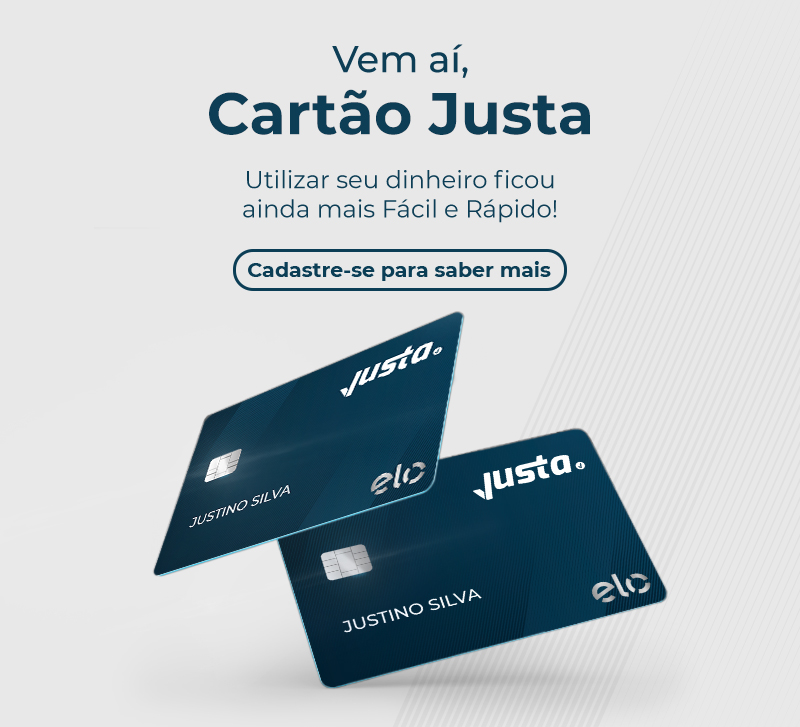 Vem aí,
Cartão Justa
Utilizar seu dinheiro ficou
ainda mais Fácil e Rápido!
Cadastre-se para saber mais
Justa
elo
JUSTINO SILVA
Justa
elo
JUSTINO SILVA